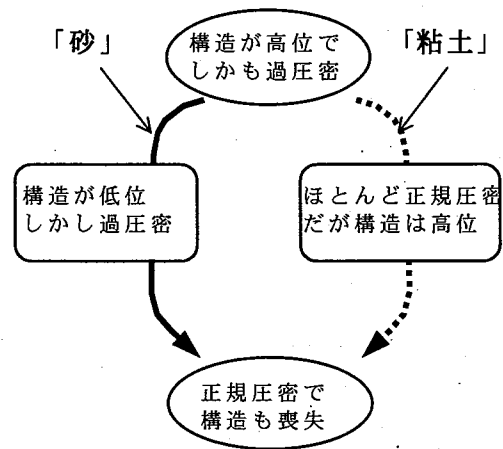 「砂」
構造が高位で
しかも過圧密
「粘土」
構造が低位
しかし過圧密
ほとんど正規圧密
だが構造は高位
正規圧密で
構造も喪失